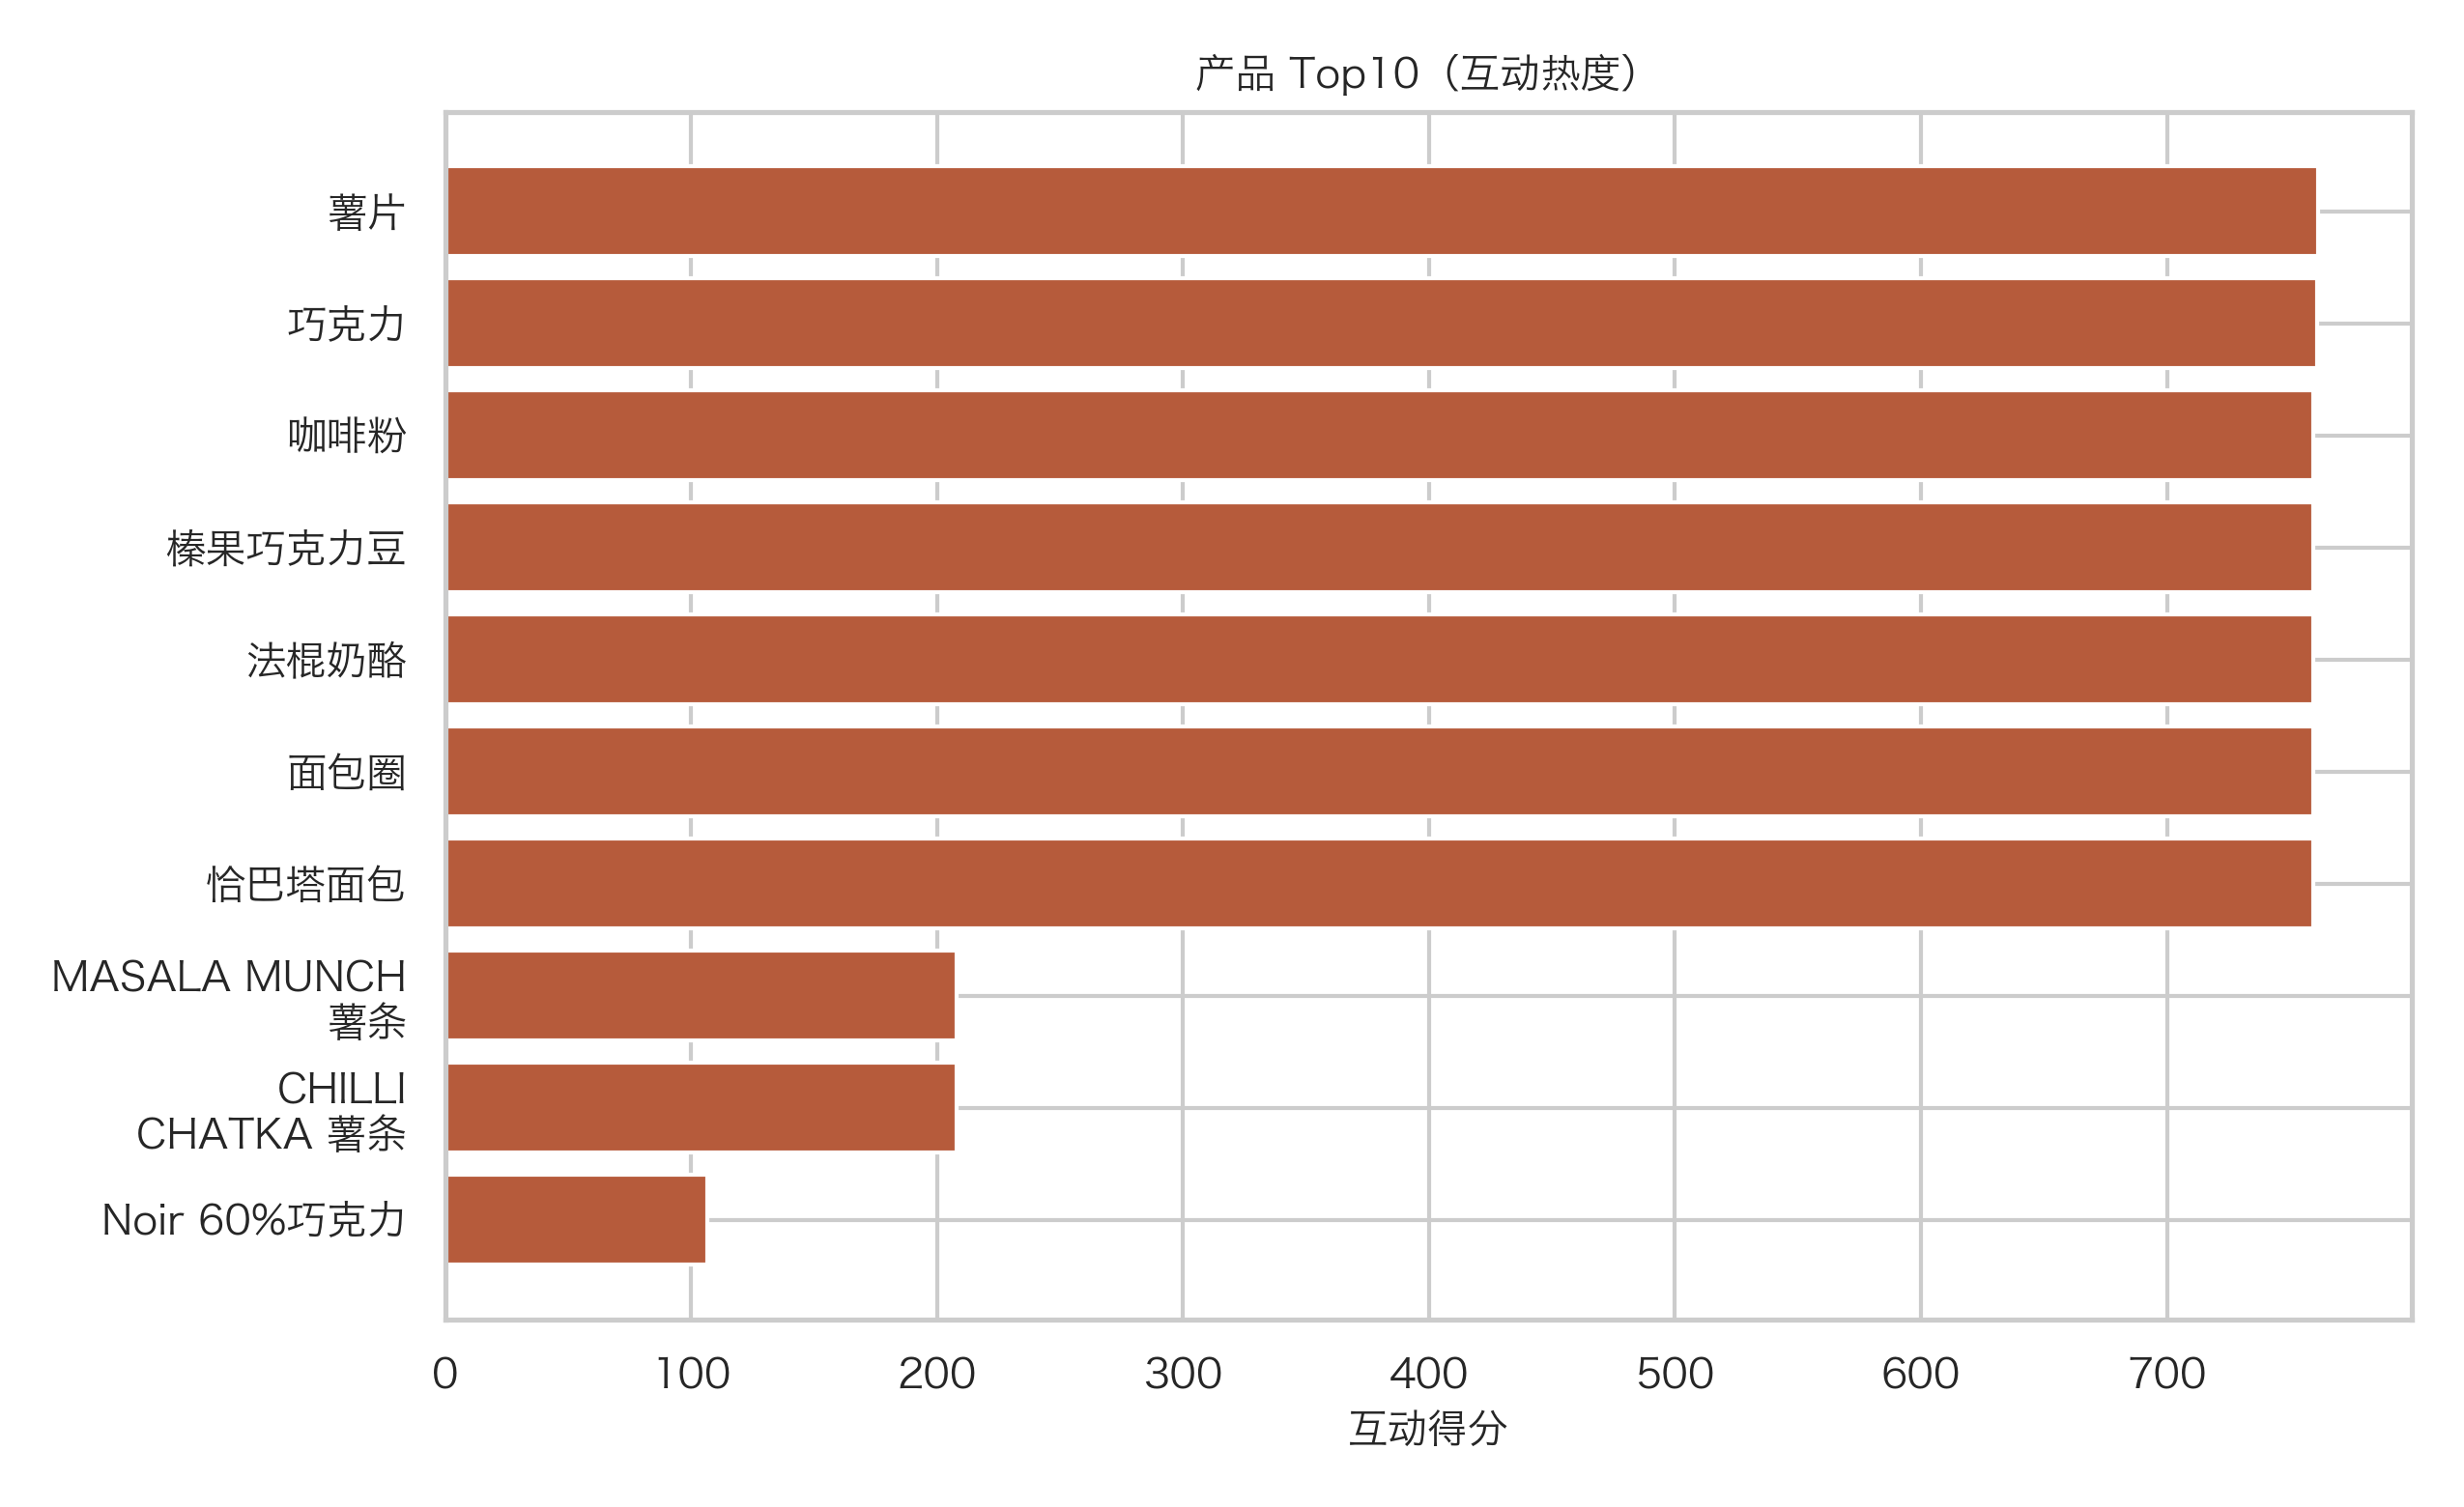 产品 Top10（互动热度）
薯片
巧克力
咖啡粉
榛果巧克力豆
法棍奶酪
面包圈
恰巴塔面包
MASALA MUNCH
薯条
CHILLI
CHATKA 薯条
Noir 60%巧克力
0 100 200 300 400 500 600 700
互动得分